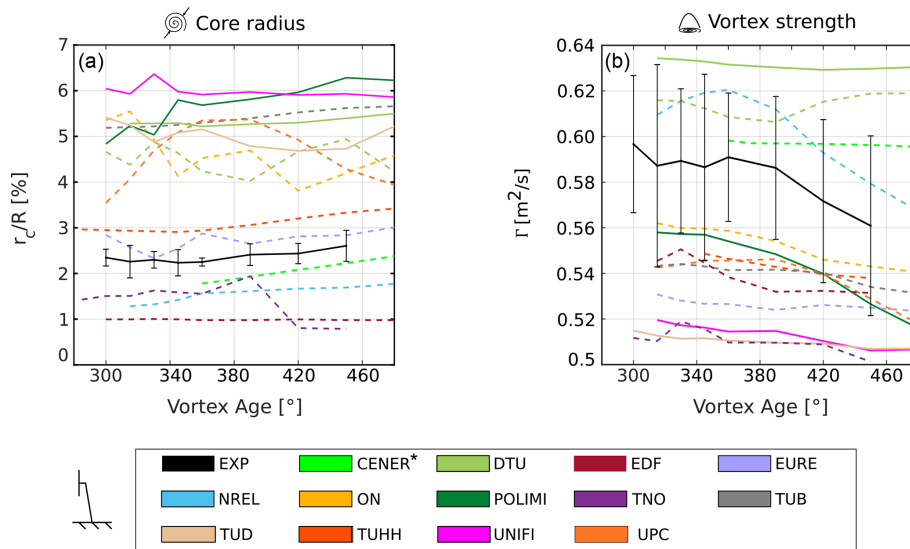 Core radius
Vortex strength
(a)
7
6
5
4
3
2
1
0
r_c/R [%]
300
340
380
420
460
Vortex Age [°]
(b)
0.64
0.62
0.60
0.58
0.56
0.54
0.52
0.5
Γ [m²/s]
300
340
380
420
460
Vortex Age [°]
EXP CENER* DTU EDF EURE
NREL ON POLIMI TNO TUB
TUD TUHH UNIFI UPC